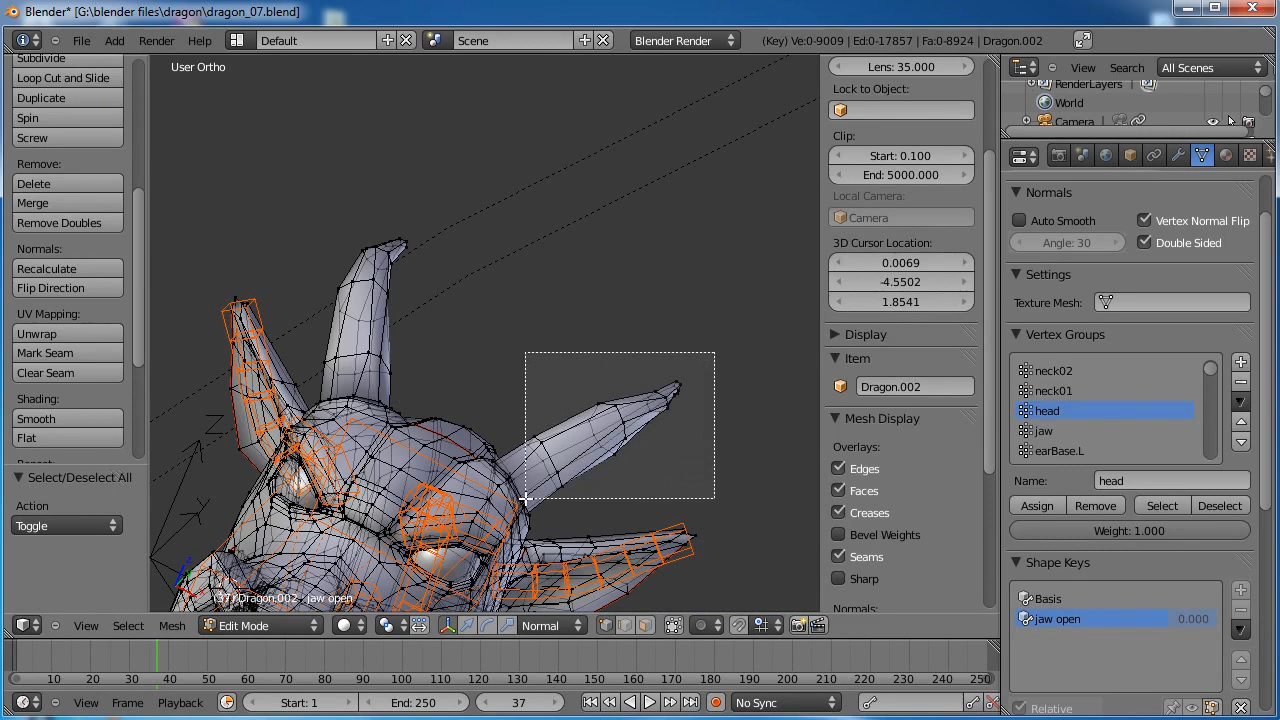 Blender* [G:\blender files\dragon\dragon_07.blend]
File Add Render Help Default Scene Blender Render (Key) Ve:0-9009 | Ed:0-17857 | Fa:0-8924 | Dragon.002
Subdivide
Loop Cut and Slide
Duplicate
Spin
Screw
Remove:
Delete
Merge
Remove Doubles
Normals:
Recalculate
Flip Direction
UV Mapping:
Unwrap
Mark Seam
Clear Seam
Shading:
Smooth
Flat
Select/Deselect All
Action
Toggle
User Ortho
(37) Dragon.002 : jaw open
Lens: 35.000
Lock to Object:
Clip:
Start: 0.100
End: 5000.000
Local Camera:
Camera
3D Cursor Location:
0.0069
-4.5502
1.8541
Display
Item
Dragon.002
Mesh Display
Overlays:
Edges
Faces
Creases
Bevel Weights
Seams
Sharp
Normals:
View Search All Scenes
RenderLayers |
World
Camera |
Normals
Auto Smooth Vertex Normal Flip
Angle: 30 Double Sided
Settings
Texture Mesh:
Vertex Groups
neck02
neck01
head
jaw
earBase.L
Name: head
Assign Remove Select Deselect
Weight: 1.000
Shape Keys
Basis
jaw open 0.000
Relative
View Select Mesh Edit Mode Normal
0 10 20 30 40 50 60 70 80 90 100 110 120 130 140 150 160 170 180 190 200 210 220 230 240 250
View Frame Playback Start: 1 End: 250 37 No Sync